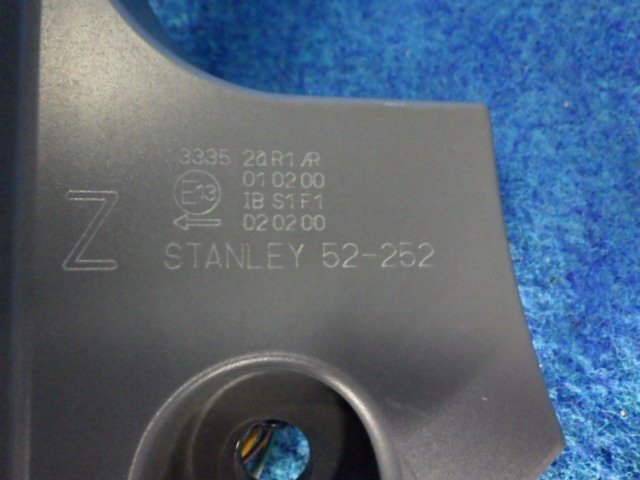 3335 2a R1 AR
E13 01 02 00
IB S1 F1
← 02 02 00
Z
STANLEY 52-252